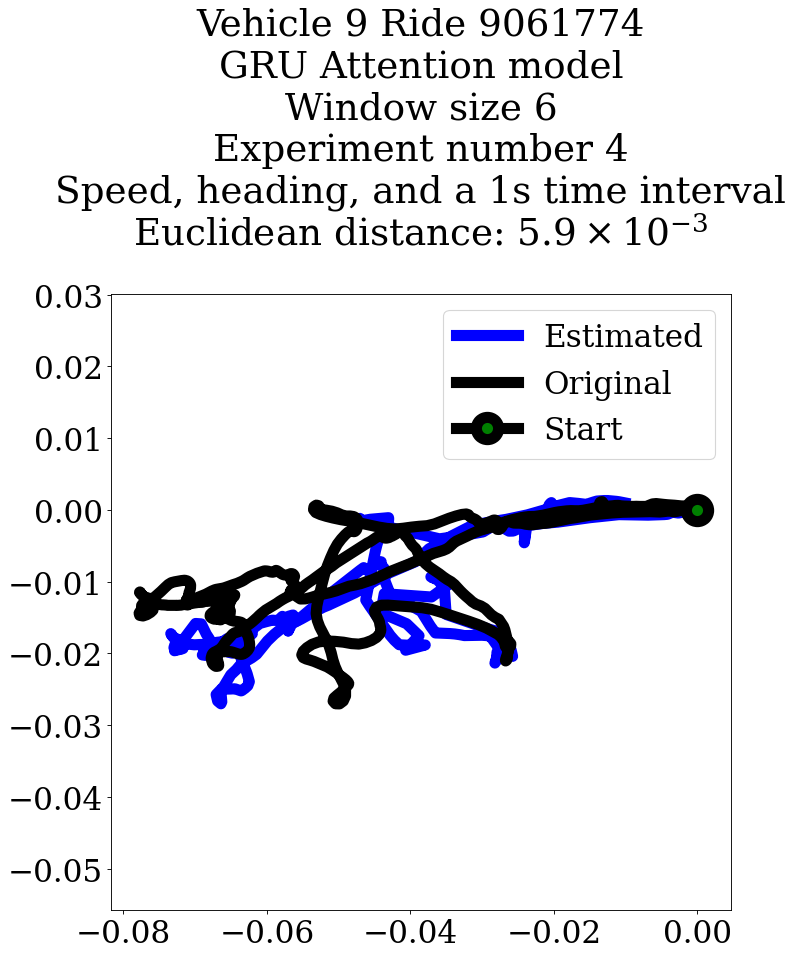 Vehicle 9 Ride 9061774
GRU Attention model
Window size 6
Experiment number 4
Speed, heading, and a 1s time interval
Euclidean distance: 5.9 × 10⁻³
Estimated
Original
Start
0.03
0.02
0.01
0.00
−0.01
−0.02
−0.03
−0.04
−0.05
−0.08 −0.06 −0.04 −0.02 0.00